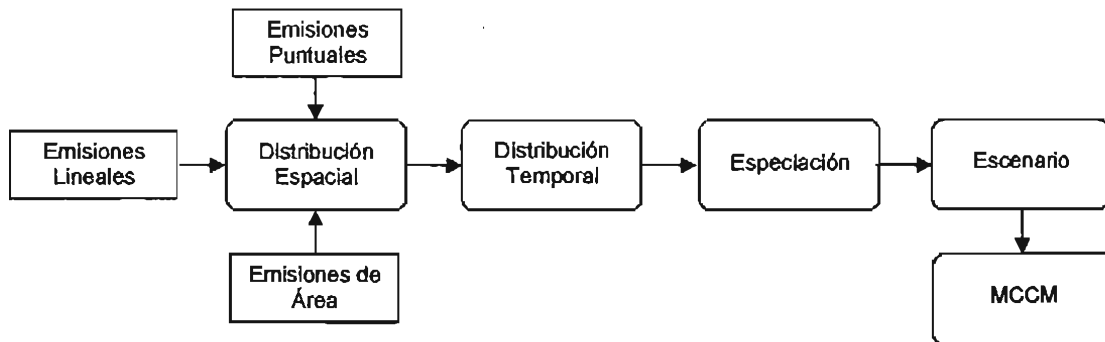 Emisiones
Puntuales
Emisiones
Lineales
Distribución
Espacial
Distribución
Temporal
Especiación
Escenario
Emisiones de
Área
MCCM